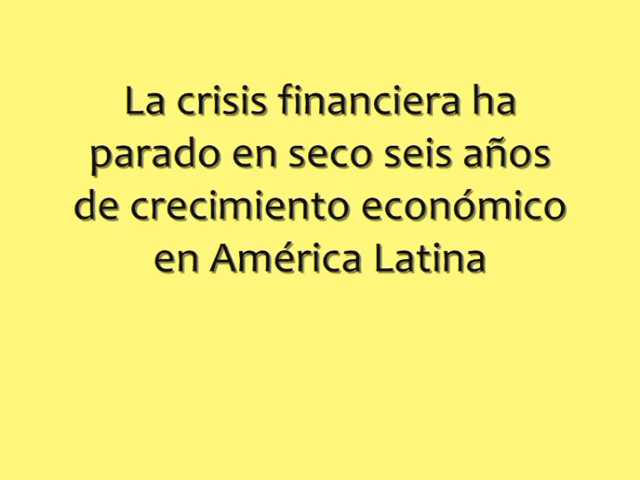 La crisis financiera ha
parado en seco seis años
de crecimiento económico
en América Latina